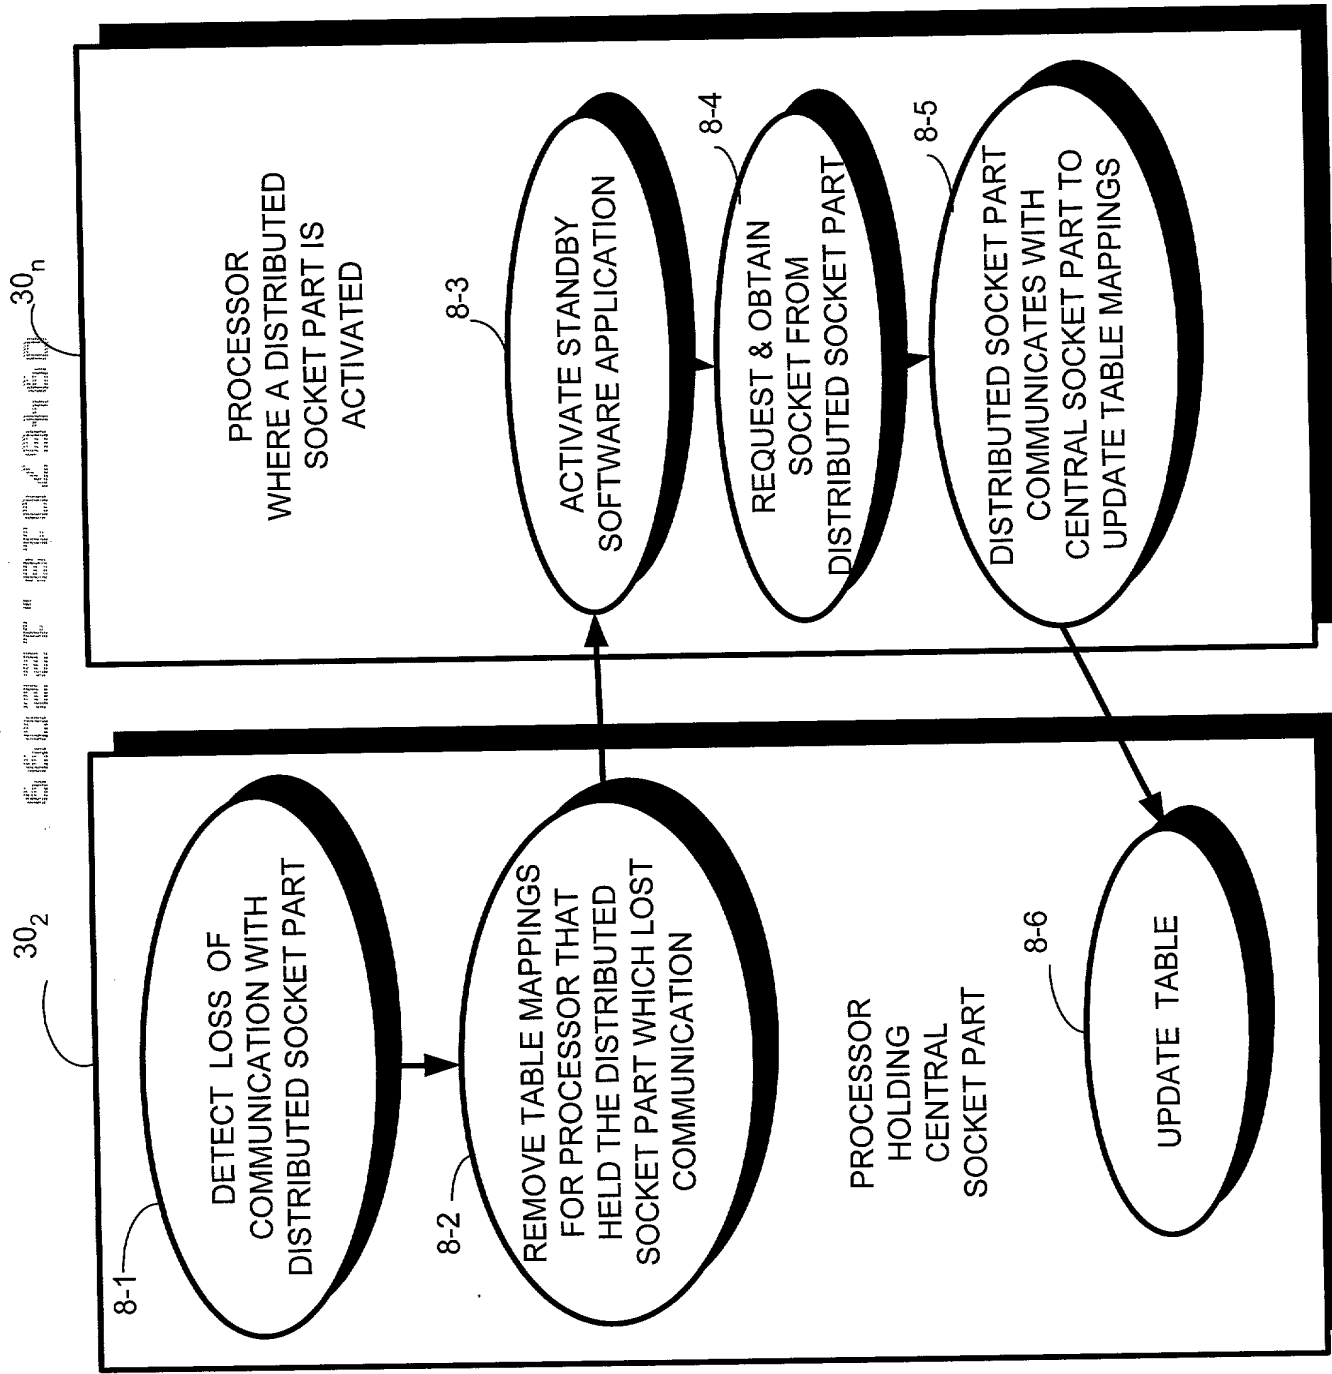 30₂
8-1
DETECT LOSS OF
COMMUNICATION WITH
DISTRIBUTED SOCKET PART
8-2
REMOVE TABLE MAPPINGS
FOR PROCESSOR THAT
HELD THE DISTRIBUTED
SOCKET PART WHICH LOST
COMMUNICATION
PROCESSOR
HOLDING
CENTRAL
SOCKET PART
8-6
UPDATE TABLE
30ₙ
PROCESSOR
WHERE A DISTRIBUTED
SOCKET PART IS
ACTIVATED
8-3
ACTIVATE STANDBY
SOFTWARE APPLICATION
8-4
REQUEST & OBTAIN
SOCKET FROM
DISTRIBUTED SOCKET PART
8-5
DISTRIBUTED SOCKET PART
COMMUNICATES WITH
CENTRAL SOCKET PART TO
UPDATE TABLE MAPPINGS